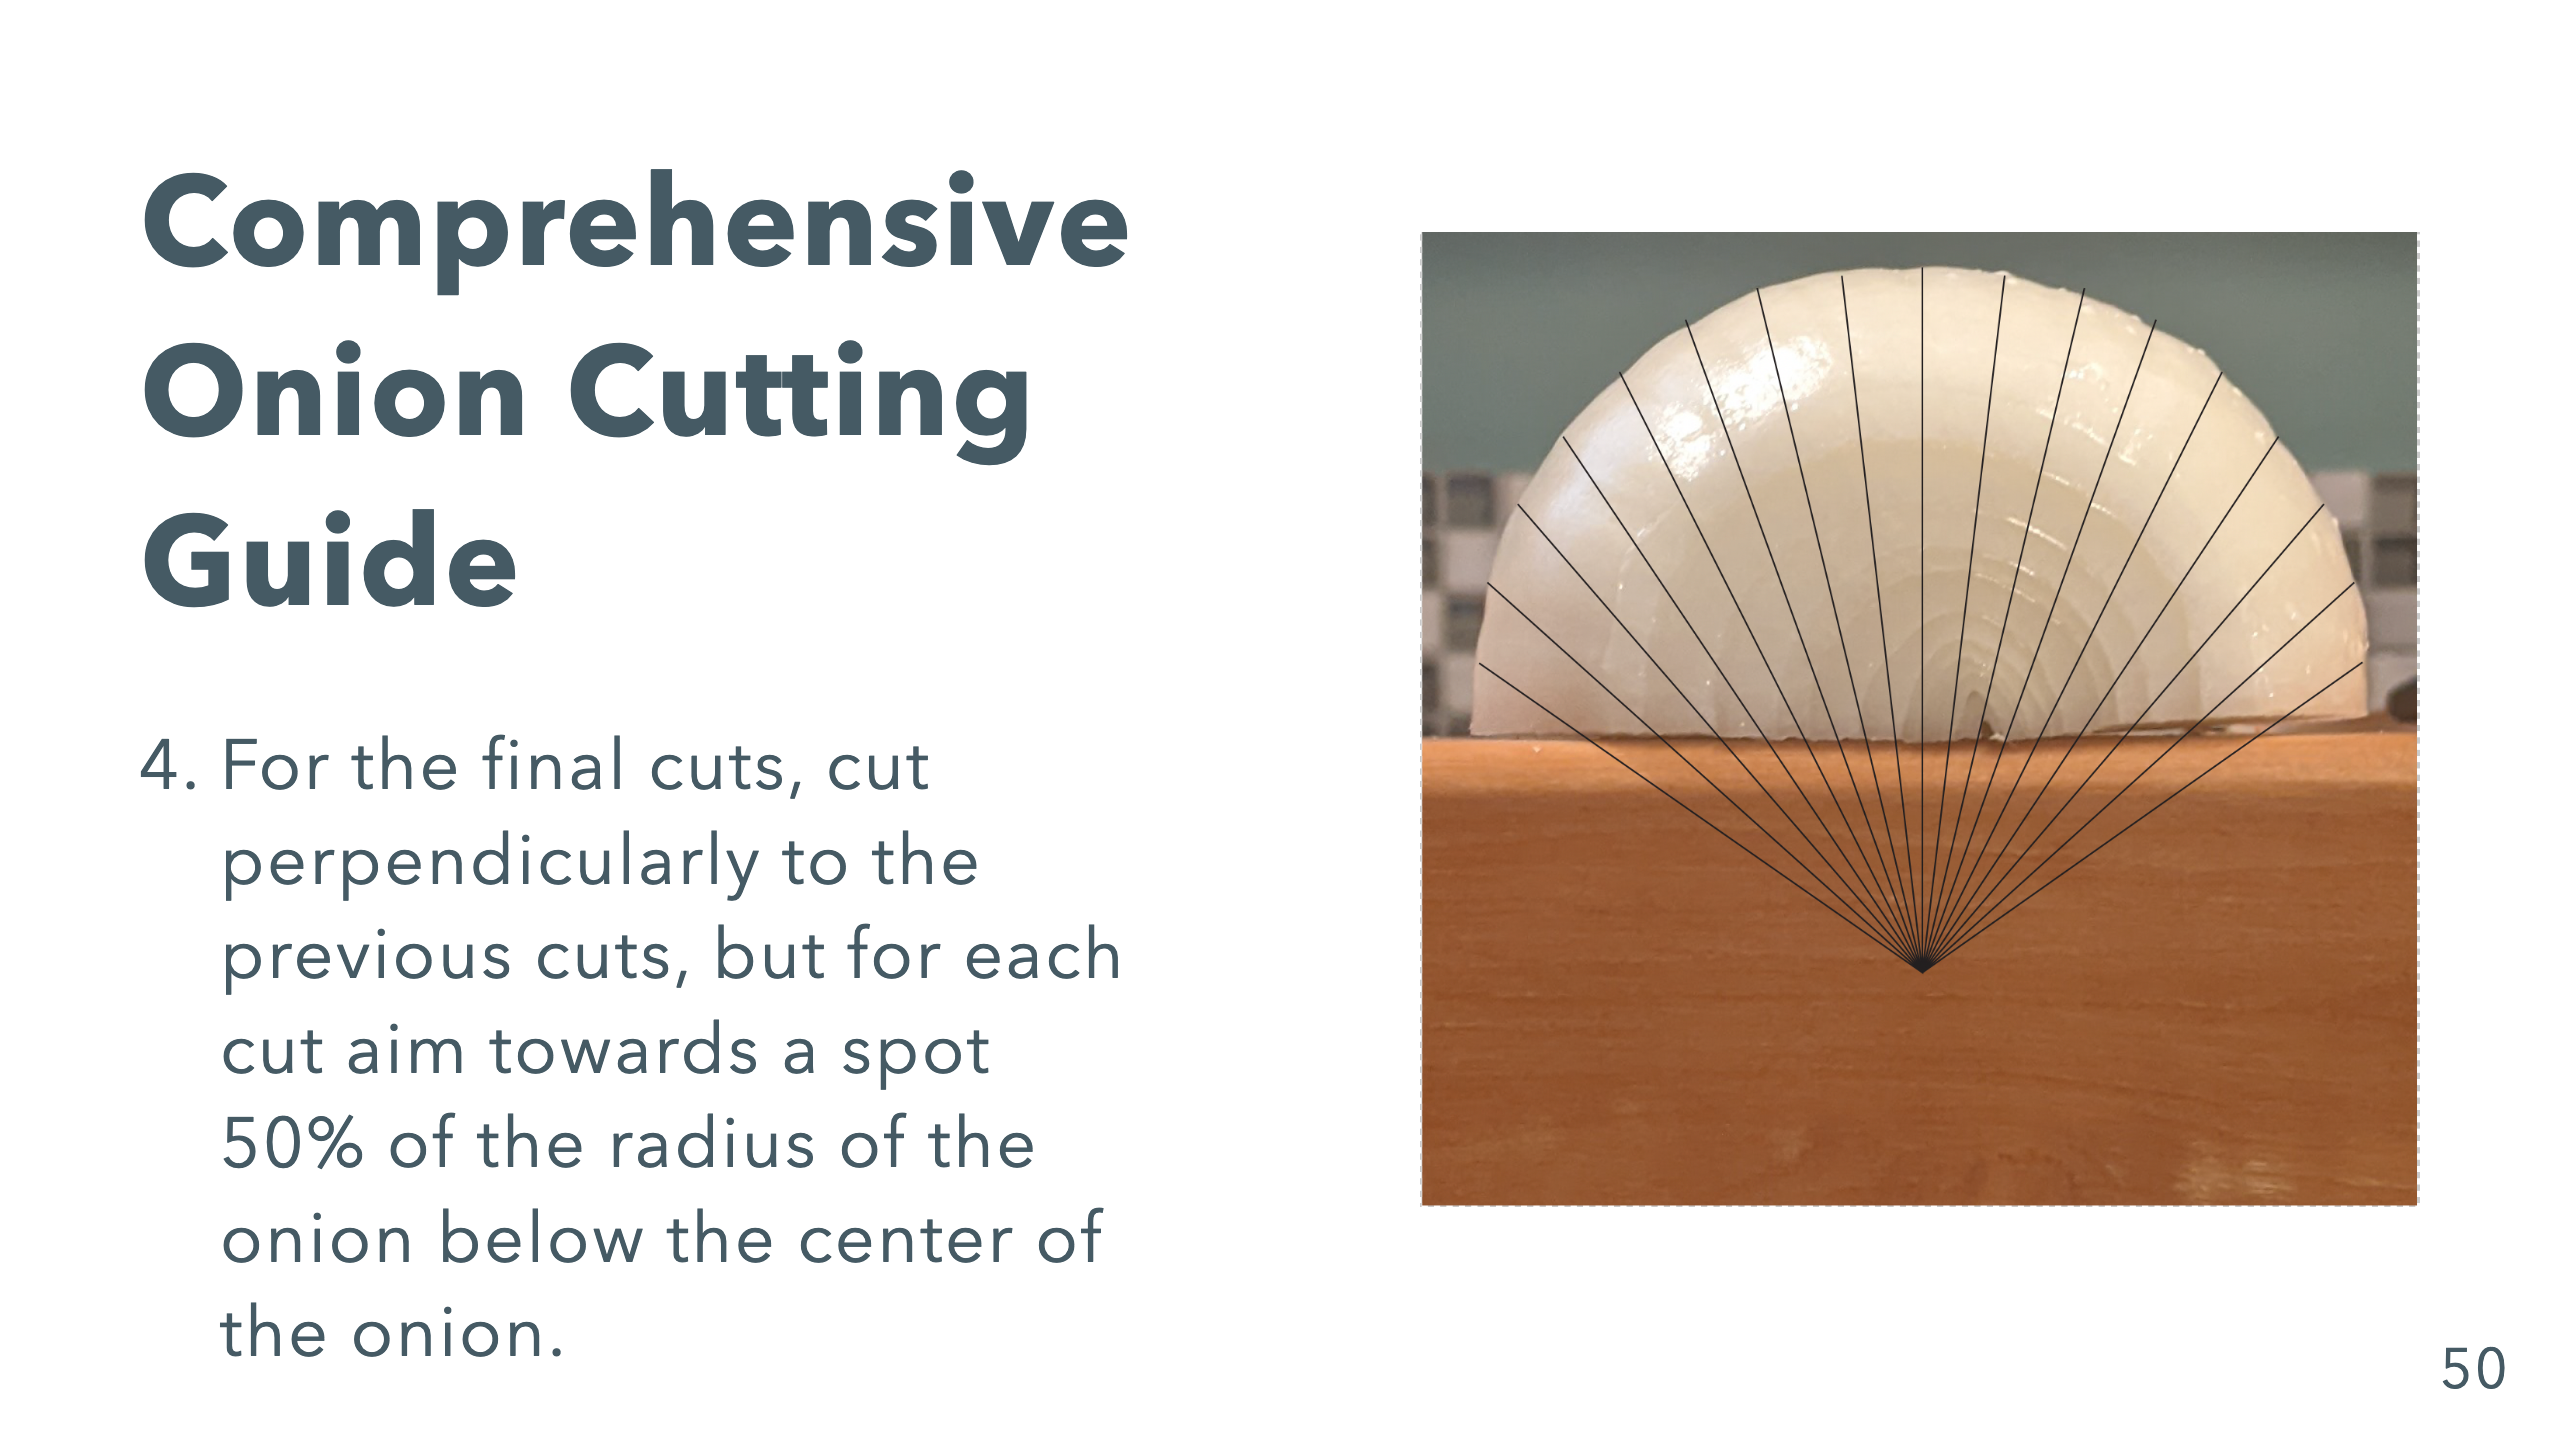 Comprehensive
Onion Cutting
Guide
4. For the final cuts, cut
perpendicularly to the
previous cuts, but for each
cut aim towards a spot
50% of the radius of the
onion below the center of
the onion.
50